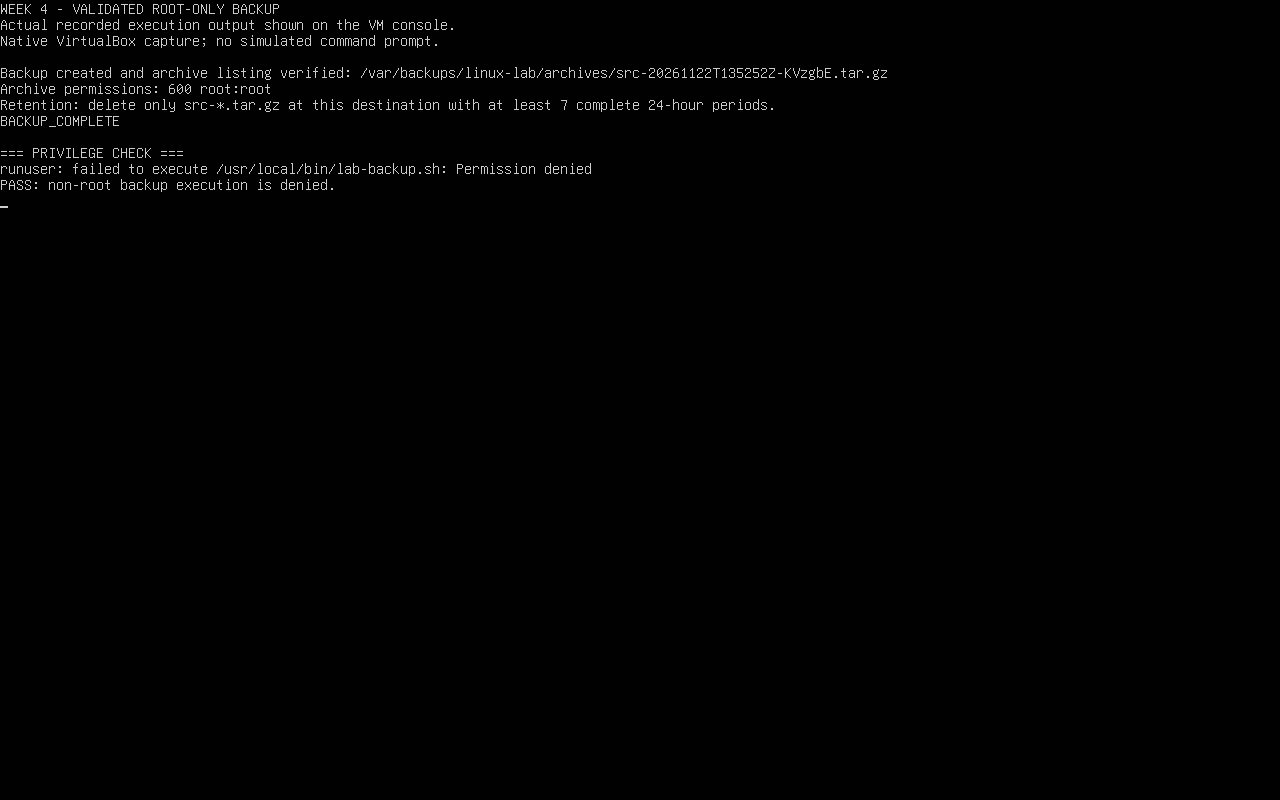 WEEK 4 - VALIDATED ROOT-ONLY BACKUP
Actual recorded execution output shown on the VM console.
Native VirtualBox capture; no simulated command prompt.
Backup created and archive listing verified: /var/backups/linux-lab/archives/src-20261122T135252Z-KVzgbE.tar.gz
Archive permissions: 600 root:root
Retention: delete only src-*.tar.gz at this destination with at least 7 complete 24-hour periods.
BACKUP_COMPLETE
=== PRIVILEGE CHECK ===
runuser: failed to execute /usr/local/bin/lab-backup.sh: Permission denied
PASS: non-root backup execution is denied.